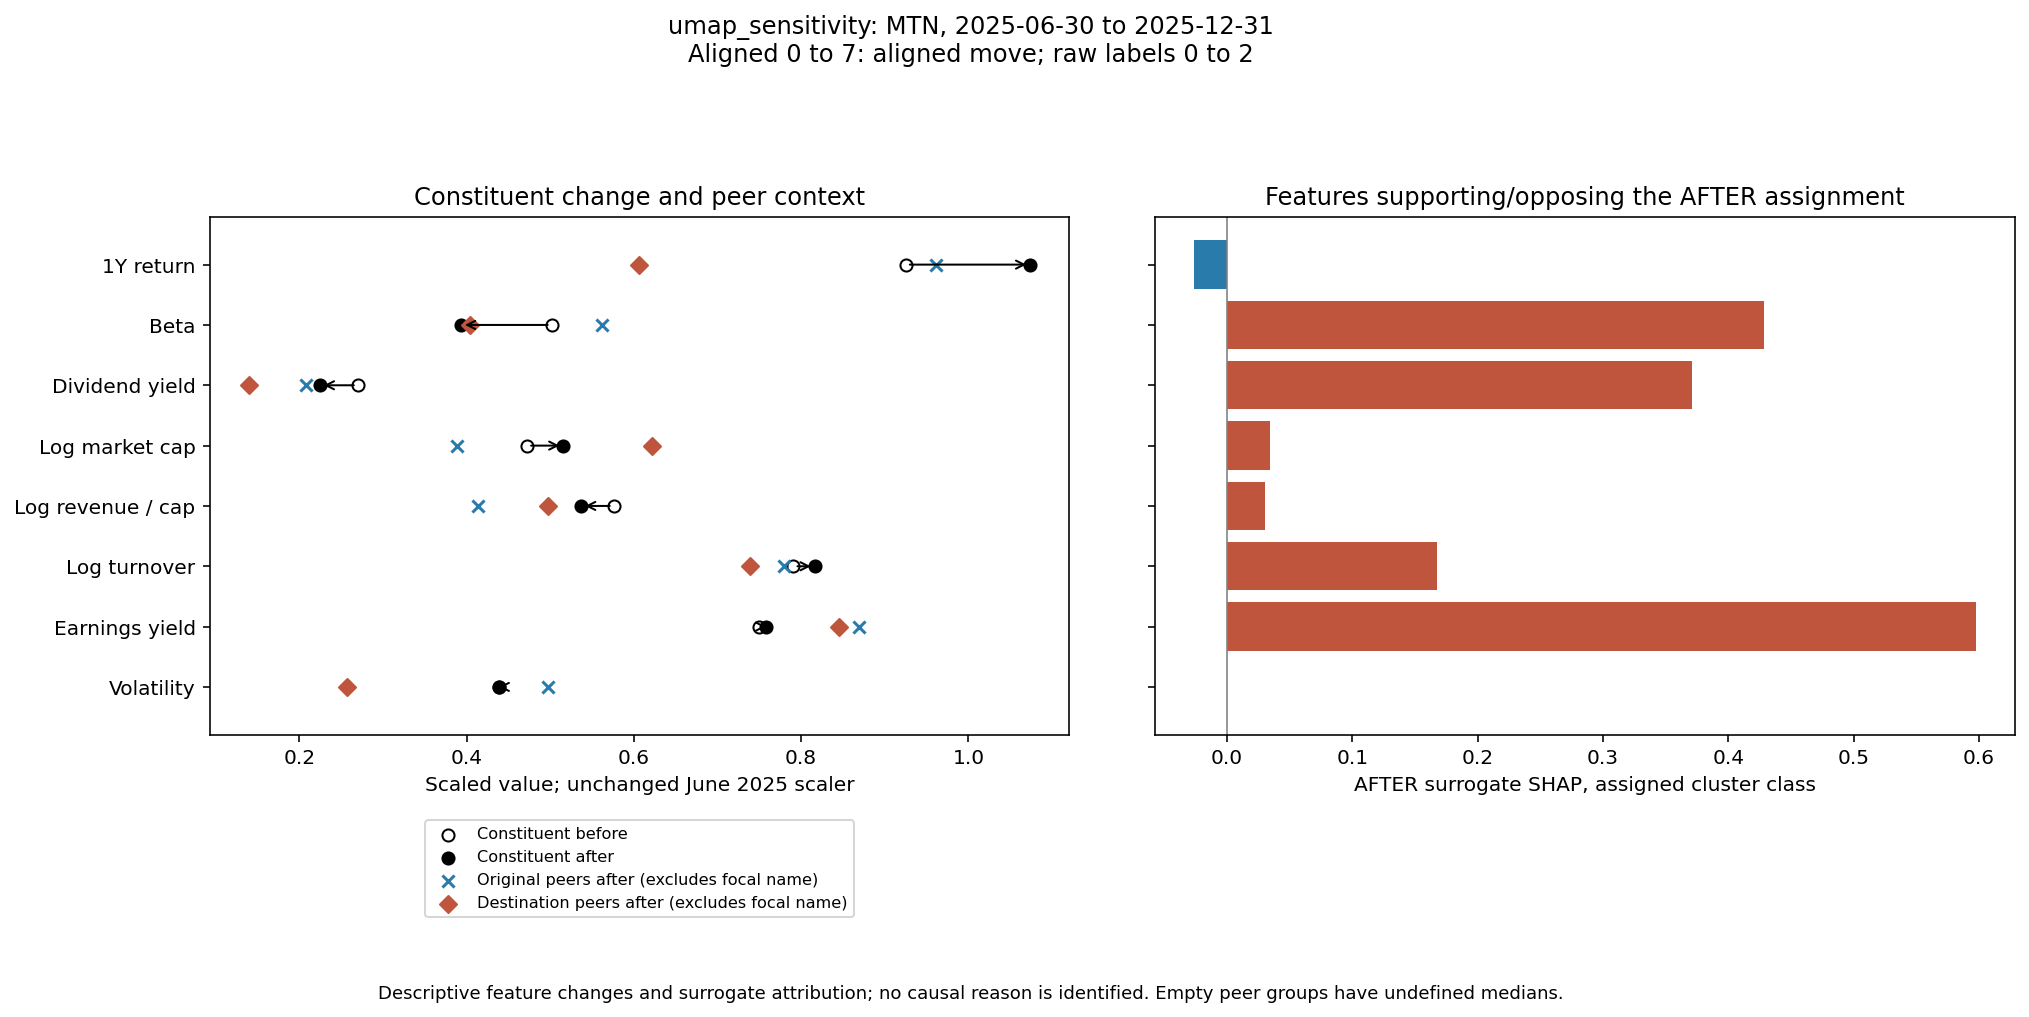 umap_sensitivity: MTN, 2025-06-30 to 2025-12-31
Aligned 0 to 7: aligned move; raw labels 0 to 2
Constituent change and peer context
1Y return
Beta
Dividend yield
Log market cap
Log revenue / cap
Log turnover
Earnings yield
Volatility
0.2 0.4 0.6 0.8 1.0
Scaled value; unchanged June 2025 scaler
Constituent before
Constituent after
Original peers after (excludes focal name)
Destination peers after (excludes focal name)
Features supporting/opposing the AFTER assignment
0.0 0.1 0.2 0.3 0.4 0.5 0.6
AFTER surrogate SHAP, assigned cluster class
Descriptive feature changes and surrogate attribution; no causal reason is identified. Empty peer groups have undefined medians.